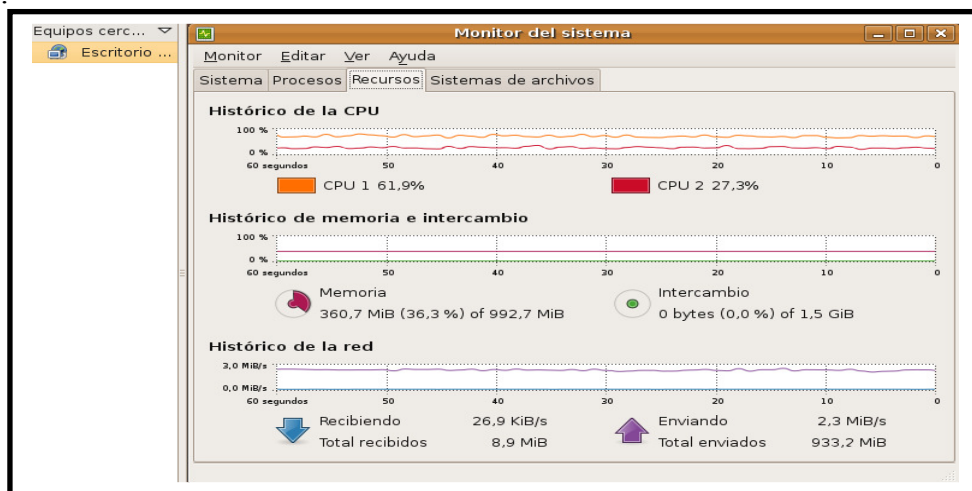 Equipos cerc...
Escritorio ...
Monitor del sistema
Monitor Editar Ver Ayuda
Sistema Procesos Recursos Sistemas de archivos
Histórico de la CPU
100 %
0 %
60 segundos 50 40 30 20 10 0
CPU 1 61,9% CPU 2 27,3%
Histórico de memoria e intercambio
100 %
0 %
60 segundos 50 40 30 20 10 0
Memoria Intercambio
360,7 MiB (36,3 %) of 992,7 MiB 0 bytes (0,0 %) of 1,5 GiB
Histórico de la red
3,0 MiB/s
0,0 MiB/s
60 segundos 50 40 30 20 10 0
Recibiendo 26,9 KiB/s Enviando 2,3 MiB/s
Total recibidos 8,9 MiB Total enviados 933,2 MiB